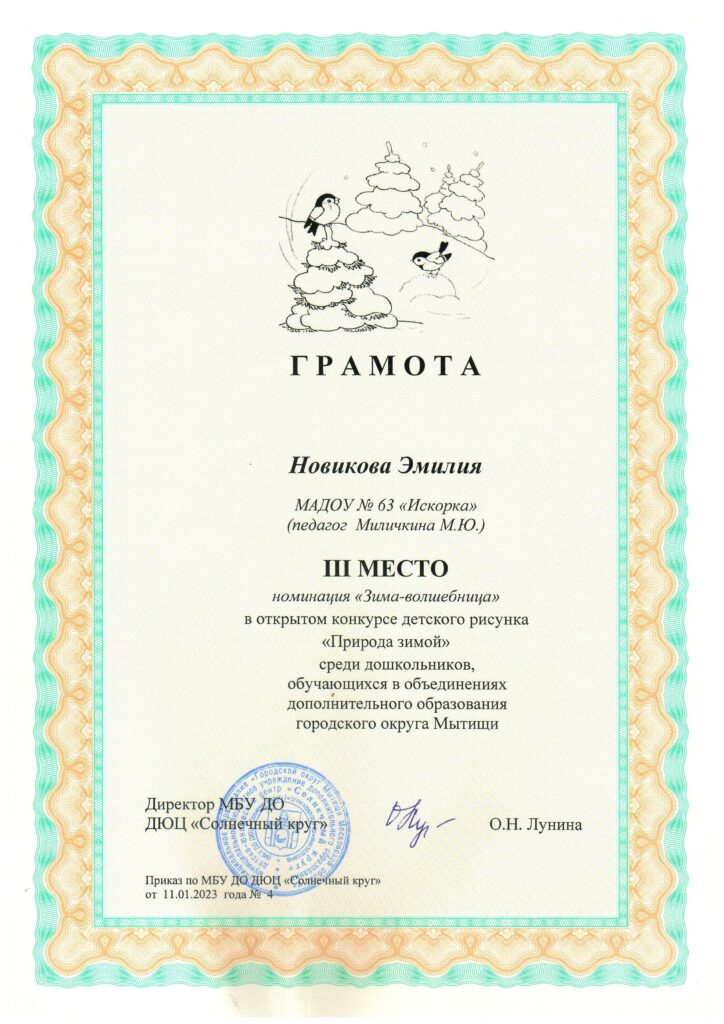 ГРАМОТА
Новикова Эмилия
МАДОУ № 63 «Искорка»
(педагог Миличкина М.Ю.)
III МЕСТО
номинация «Зима-волшебница»
в открытом конкурсе детского рисунка
«Природа зимой»
среди дошкольников,
обучающихся в объединениях
дополнительного образования
городского округа Мытищи
Директор МБУ ДО
ДЮЦ «Солнечный круг»
О.Н. Лунина
Приказ по МБУ ДО ДЮЦ «Солнечный круг»
от 11.01.2023 года № 4